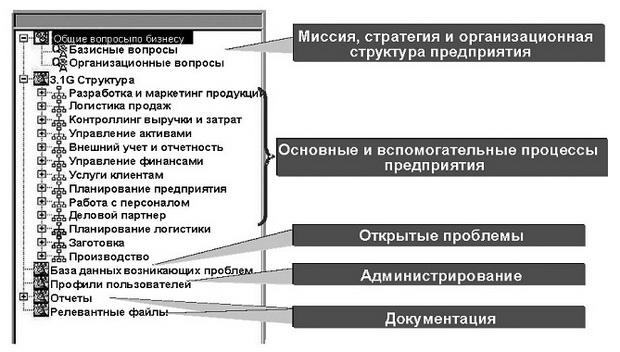 Общие вопросыпо бизнесу
Базисные вопросы
Организационные вопросы
3.1G Структура
Разработка и маркетинг продукции
Логистика продаж
Контроллинг выручки и затрат
Управление активами
Внешний учет и отчетность
Управление финансами
Услуги клиентам
Планирование предприятия
Работа с персоналом
Деловой партнер
Планирование логистики
Заготовка
Производство
База данных возникающих проблем
Профили пользователей
Отчеты
Релевантные файлы
Миссия, стратегия и организационная
структура предприятия
Основные и вспомогательные процессы
предприятия
Открытые проблемы
Администрирование
Документация